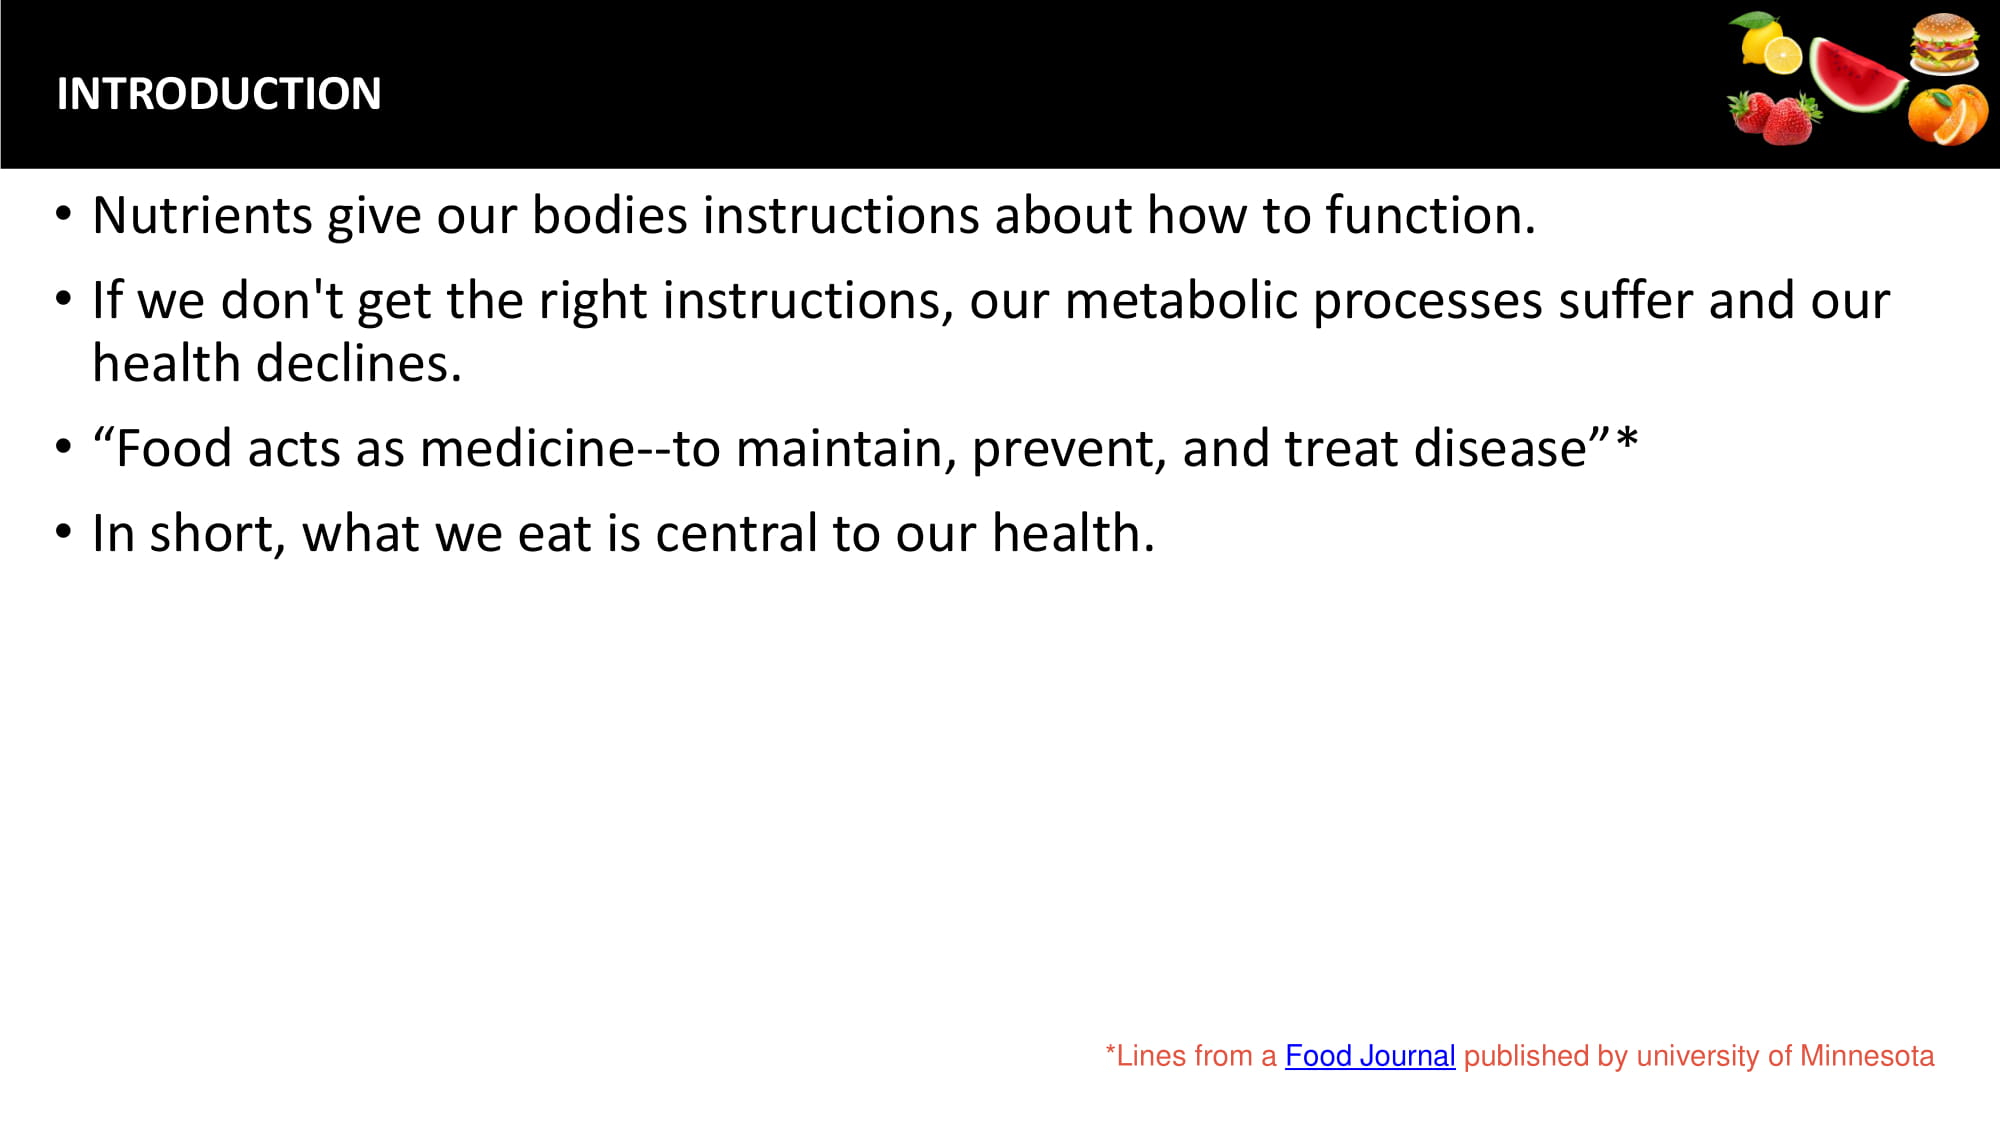 INTRODUCTION
• Nutrients give our bodies instructions about how to function.
• If we don't get the right instructions, our metabolic processes suffer and our
health declines.
• “Food acts as medicine--to maintain, prevent, and treat disease”*
• In short, what we eat is central to our health.
*Lines from a Food Journal published by university of Minnesota